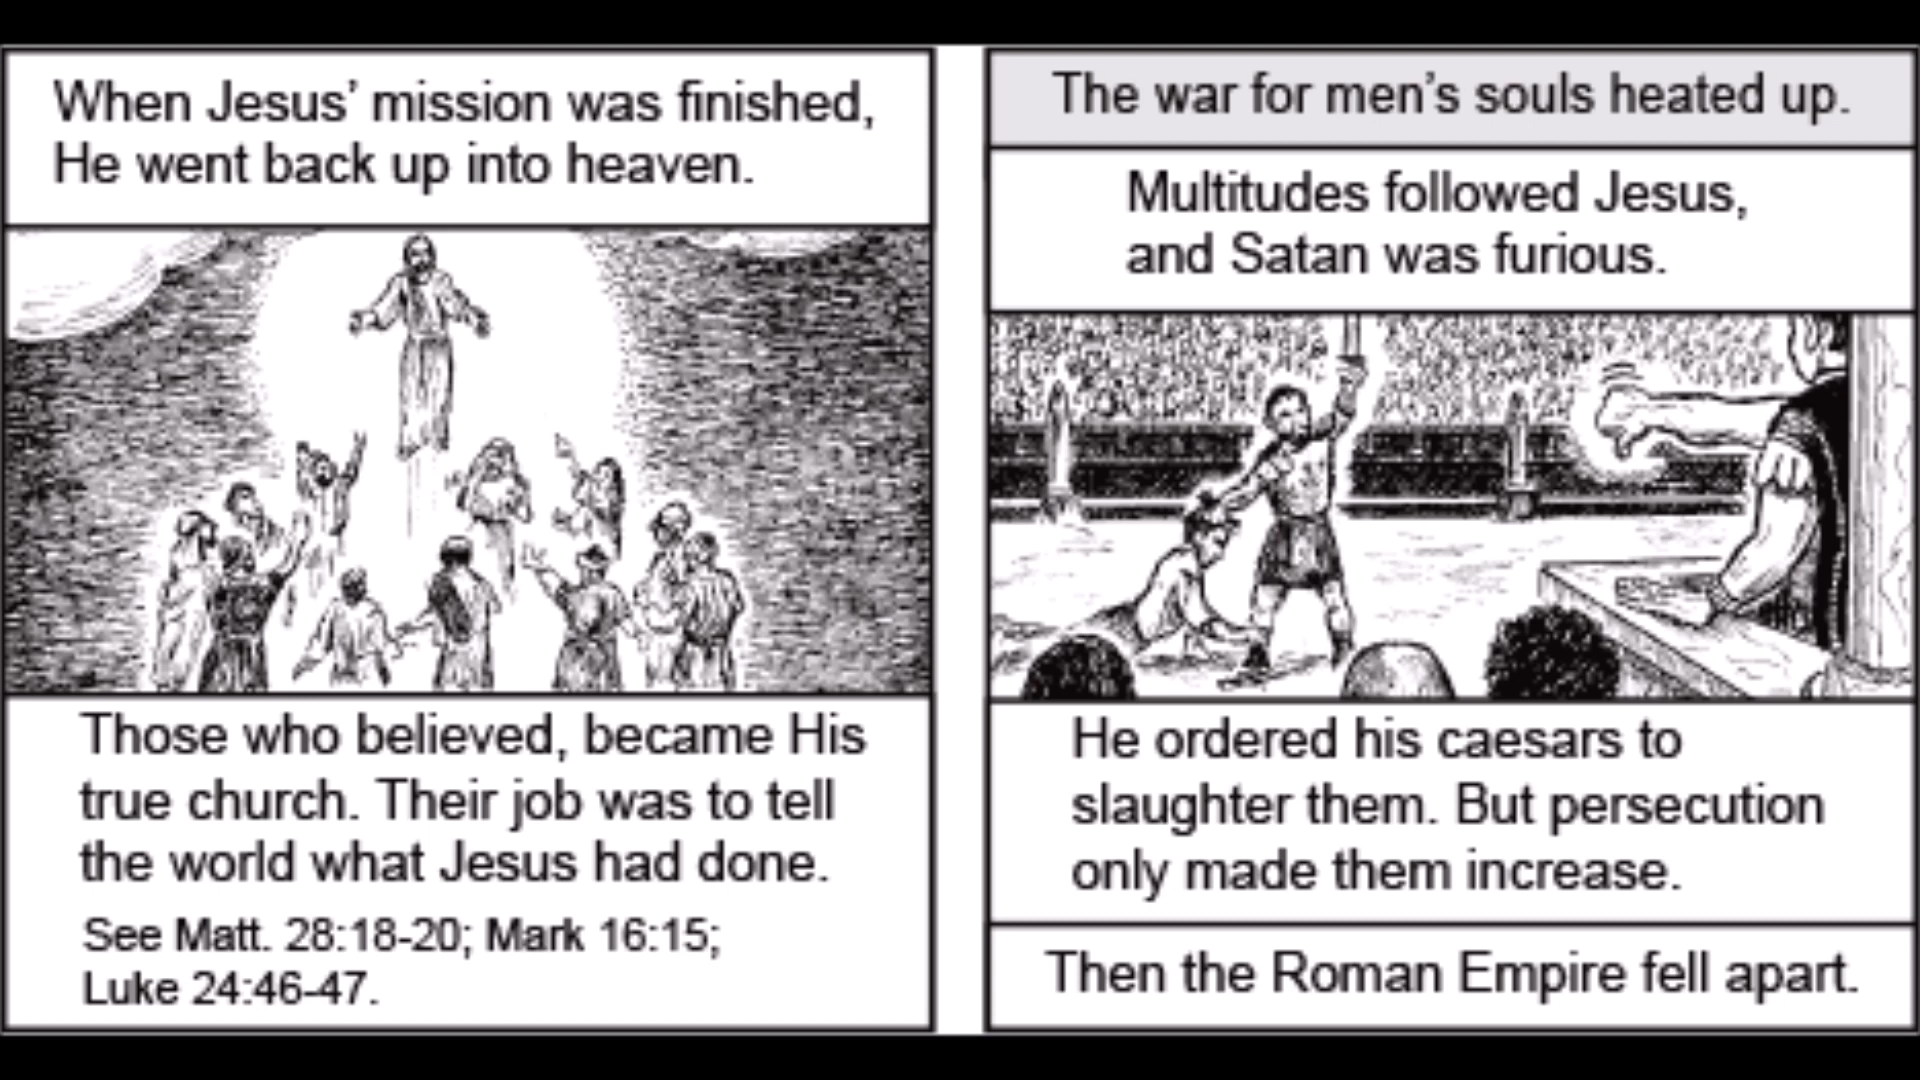 When Jesus’ mission was finished,
He went back up into heaven.
Those who believed, became His
true church. Their job was to tell
the world what Jesus had done.
See Matt. 28:18-20; Mark 16:15;
Luke 24:46-47.
The war for men’s souls heated up.
Multitudes followed Jesus,
and Satan was furious.
He ordered his caesars to
slaughter them. But persecution
only made them increase.
Then the Roman Empire fell apart.